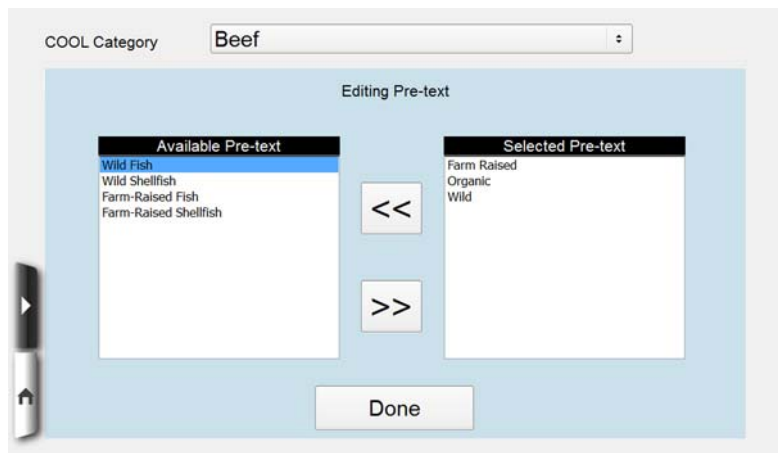 COOL Category
Beef
Editing Pre-text
Available Pre-text
Wild Fish
Wild Shellfish
Farm-Raised Fish
Farm-Raised Shellfish
<<
>>
Selected Pre-text
Farm Raised
Organic
Wild
Done